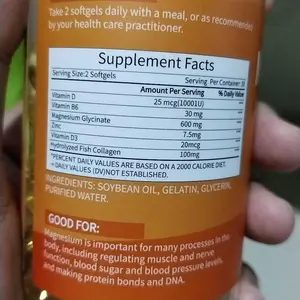 Take 2 softgels daily with a meal, or as recommended
by your health care practitioner.
Supplement Facts
Serving Size:2 Softgels Serving Per Container:
Amount Per Serving % Daily Value
Vitamin D 25 mcg(1000IU)
Vitamin B6 30 mg
Magnesium Glycinate 600 mg
Zinc 7.5mg
Vitamin D3 20mcg
Hydrolyzed Fish Collagen 100mg
*PERCENT DAILY VALUES ARE BASED ON A 2000 CALORIE DIET.
DAILY VALUES (DV)NOT ESTABLISHED.
INGREDIENTS: SOYBEAN OIL, GELATIN, GLYCERIN,
PURIFIED WATER.
GOOD FOR:
Magnesium is important for many processes in the
body, including regulating muscle and nerve
function, blood sugar and blood pressure levels,
and making protein bonds and DNA.